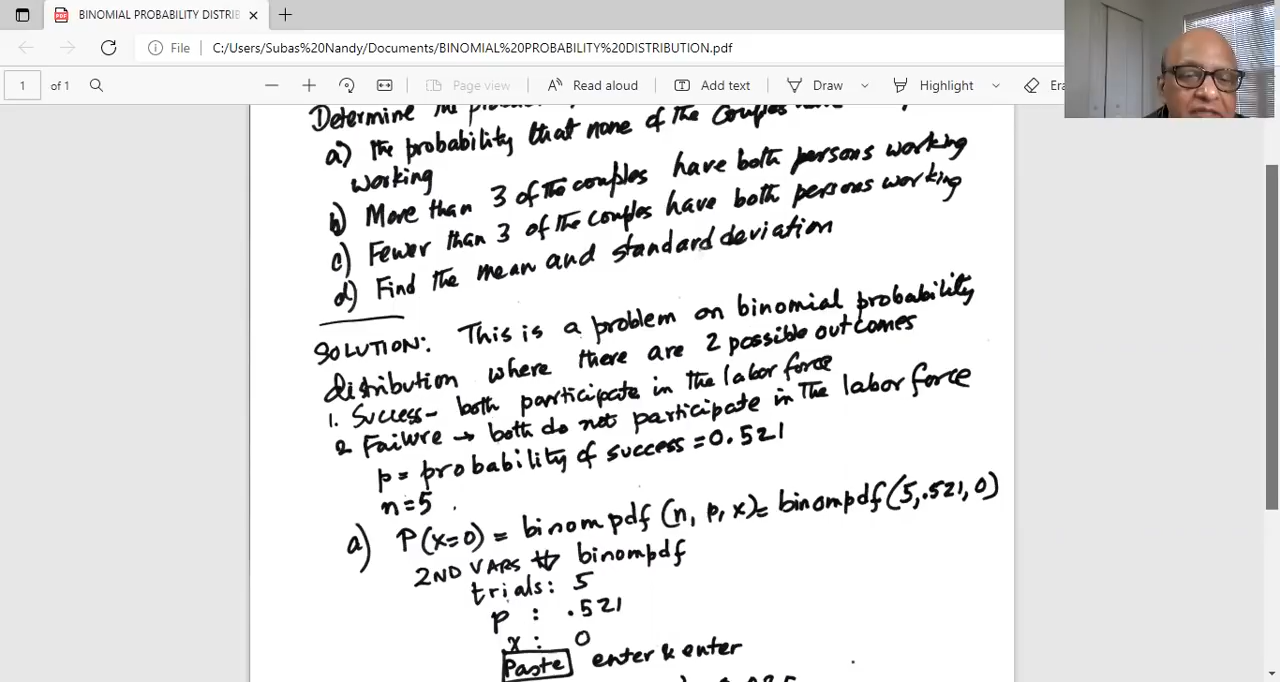 BINOMIAL PROBABILITY DISTRIB
File C:/Users/Subas%20Nandy/Documents/BINOMIAL%20PROBABILITY%20DISTRIBUTION.pdf
1 of 1 Page view Read aloud Add text Draw Highlight Era
Determine the
a) the probability that none of the couples have
working
b) More than 3 of the couples have both persons working
c) Fewer than 3 of the couples have both persons working
d) Find the mean and standard deviation
SOLUTION: This is a problem on binomial probability
distribution where there are 2 possible outcomes
1. Success - both participate in the labor force
2 Failure → both do not participate in the labor force
p = probability of success = 0.521
n=5
a) P(x=0) = binompdf (n, p, x) = binompdf(5, .521, 0)
2ND VARS binompdf
trials: 5
p : .521
x : 0
Paste enter & enter